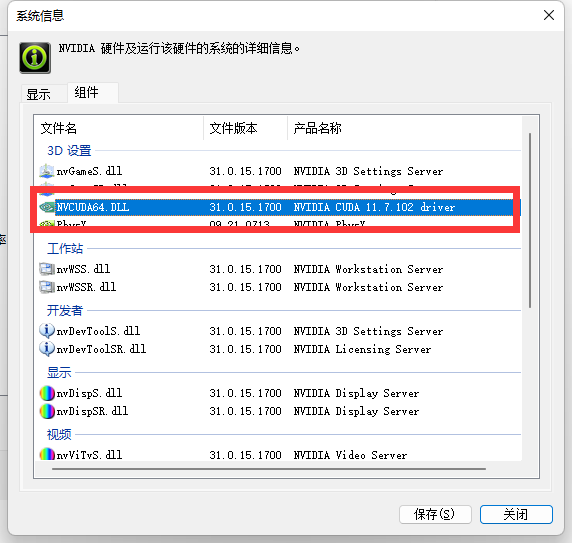 系统信息
NVIDIA 硬件及运行该硬件的系统的详细信息。
显示 组件
文件名 文件版本 产品名称
3D 设置
nvGameS.dll 31.0.15.1700 NVIDIA 3D Settings Server
NVCUDA64.DLL 31.0.15.1700 NVIDIA CUDA 11.7.102 driver
PhysX 09.21.0713 NVIDIA PhysX
工作站
nvWSS.dll 31.0.15.1700 NVIDIA Workstation Server
nvWSSR.dll 31.0.15.1700 NVIDIA Workstation Server
开发者
nvDevToolS.dll 31.0.15.1700 NVIDIA 3D Settings Server
nvDevToolSR.dll 31.0.15.1700 NVIDIA Licensing Server
显示
nvDispS.dll 31.0.15.1700 NVIDIA Display Server
nvDispSR.dll 31.0.15.1700 NVIDIA Display Server
视频
nvViTvS.dll 31.0.15.1700 NVIDIA Video Server
保存(S) 关闭